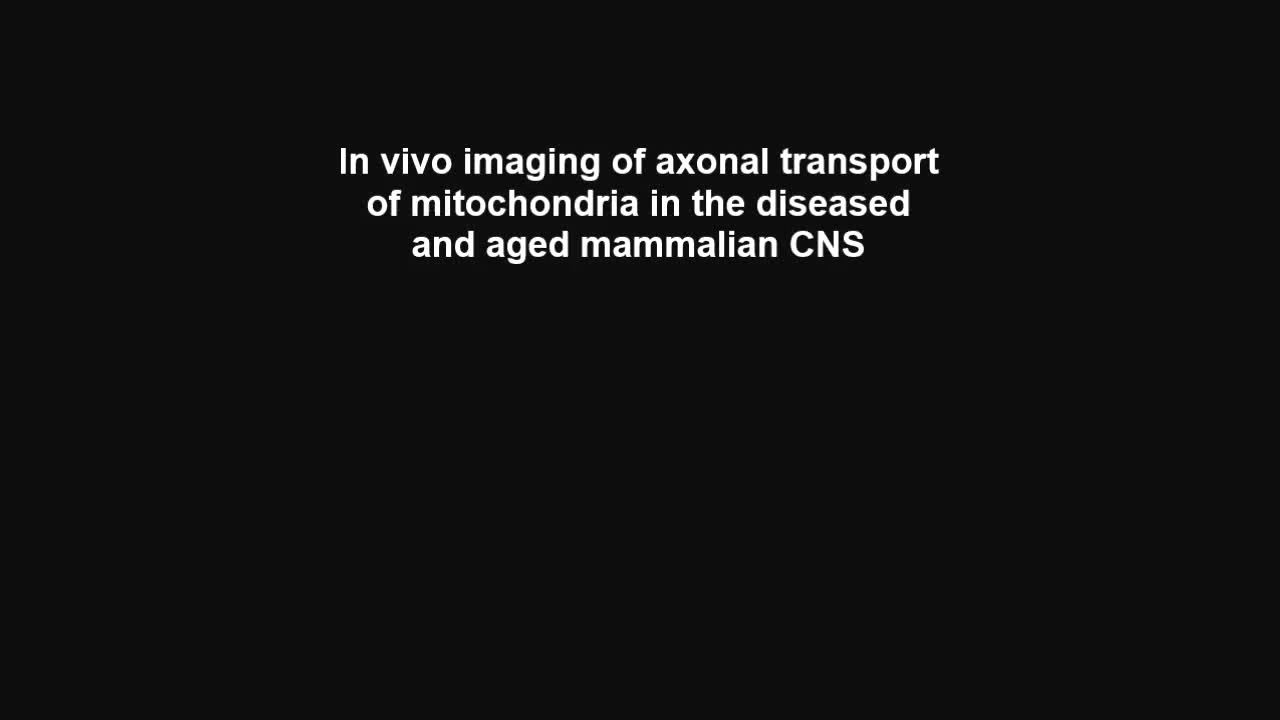 In vivo imaging of axonal transport
of mitochondria in the diseased
and aged mammalian CNS